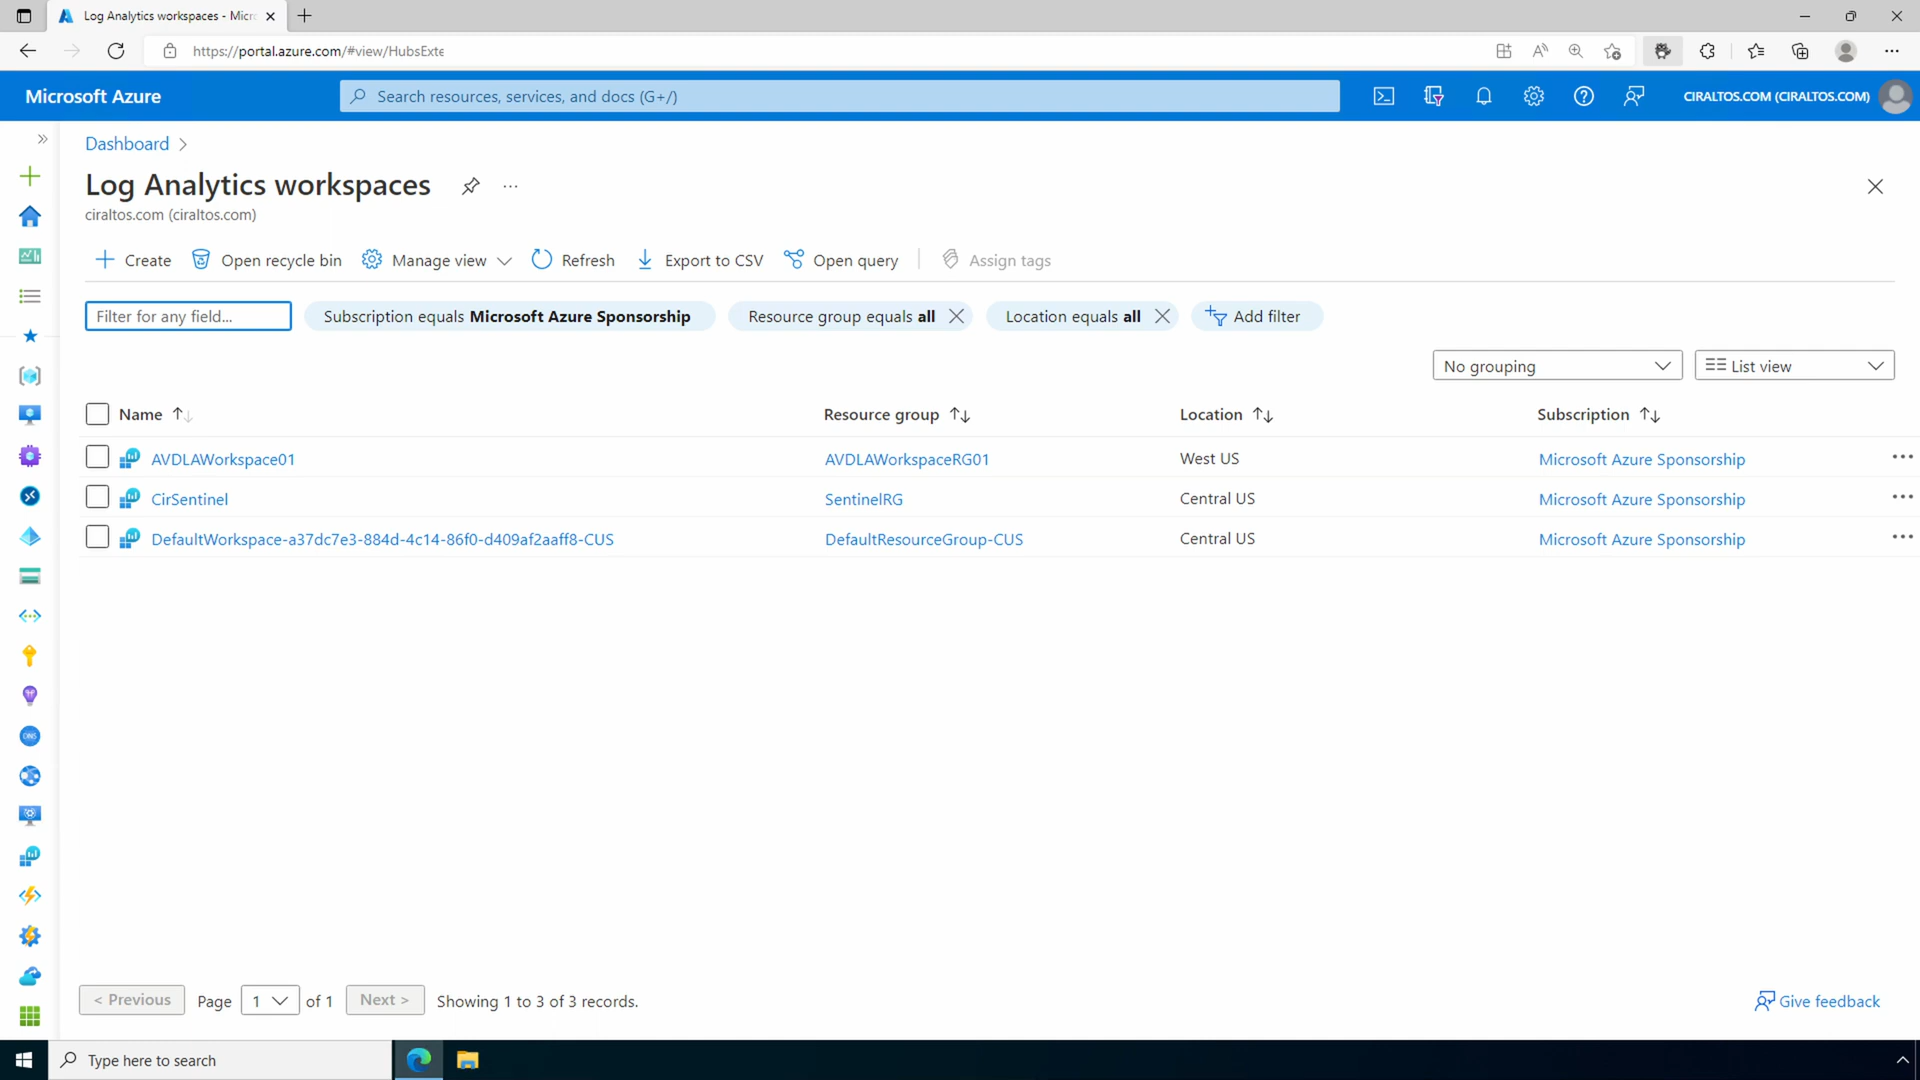 Log Analytics workspaces - Micr
https://portal.azure.com/#view/HubsExte
Microsoft Azure
Search resources, services, and docs (G+/)
CIRALTOS.COM (CIRALTOS.COM)
Dashboard
Log Analytics workspaces
ciraltos.com (ciraltos.com)
Create
Open recycle bin
Manage view
Refresh
Export to CSV
Open query
Assign tags
Filter for any field...
Subscription equals Microsoft Azure Sponsorship
Resource group equals all
Location equals all
Add filter
No grouping
List view
Name
Resource group
Location
Subscription
AVDLAWorkspace01
AVDLAWorkspaceRG01
West US
Microsoft Azure Sponsorship
CirSentinel
SentinelRG
Central US
Microsoft Azure Sponsorship
DefaultWorkspace-a37dc7e3-884d-4c14-86f0-d409af2aaff8-CUS
DefaultResourceGroup-CUS
Central US
Microsoft Azure Sponsorship
DNS
< Previous
Page 1 of 1
Next >
Showing 1 to 3 of 3 records.
Give feedback
Type here to search